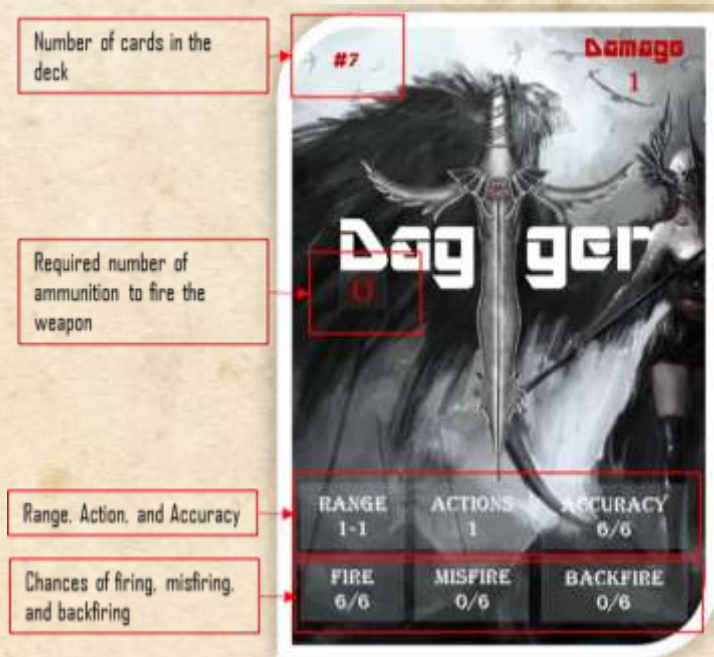 Number of cards in the
deck
#7
Damage
1
Required number of
ammunition to fire the
weapon
Dagger
0
Range, Action, and Accuracy
RANGE ACTIONS ACCURACY
1-1 1 6/6
Chances of firing, misfiring,
and backfiring
FIRE MISFIRE BACKFIRE
6/6 0/6 0/6